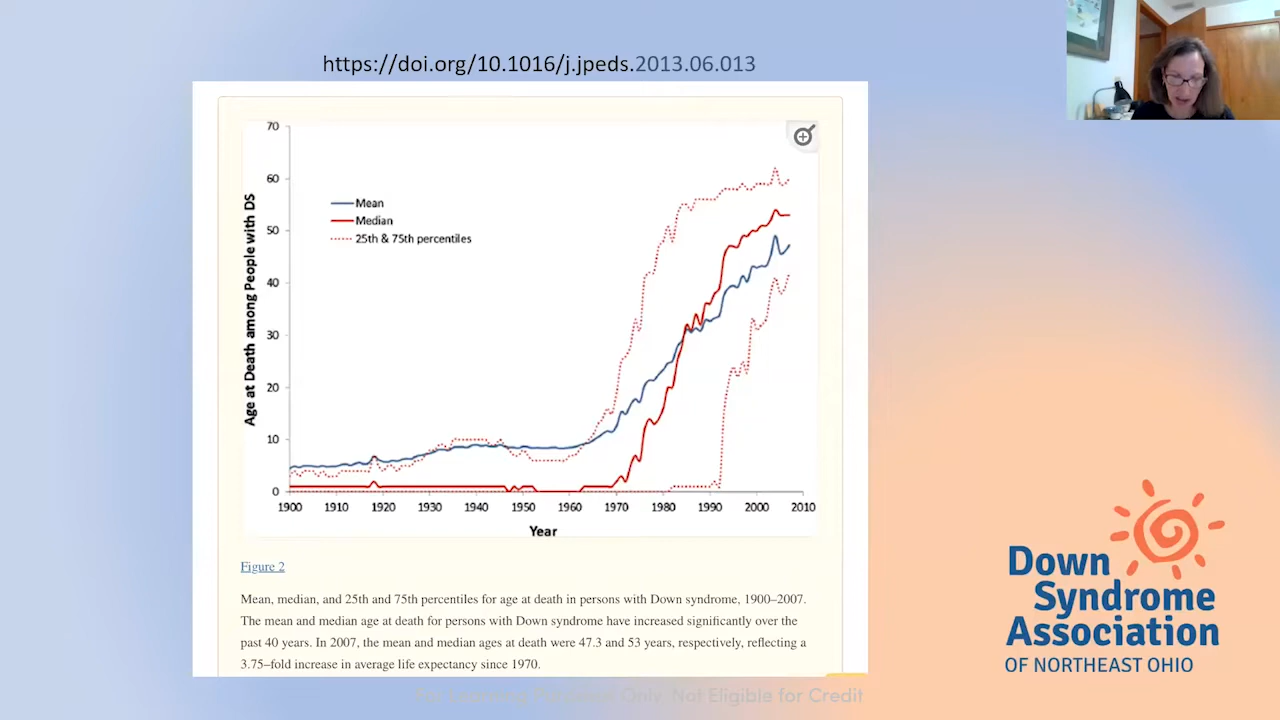 https://doi.org/10.1016/j.jpeds.2013.06.013
70
60
50
40
30
20
10
0
Age at Death among People with DS
Mean
Median
25th & 75th percentiles
1900 1910 1920 1930 1940 1950 1960 1970 1980 1990 2000 2010
Year
Figure 2
Mean, median, and 25th and 75th percentiles for age at death in persons with Down syndrome, 1900–2007.
The mean and median age at death for persons with Down syndrome have increased significantly over the
past 40 years. In 2007, the mean and median ages at death were 47.3 and 53 years, respectively, reflecting a
3.75–fold increase in average life expectancy since 1970.
Down
Syndrome
Association
OF NORTHEAST OHIO
For Learning Purposes Only. Not Eligible for Credit